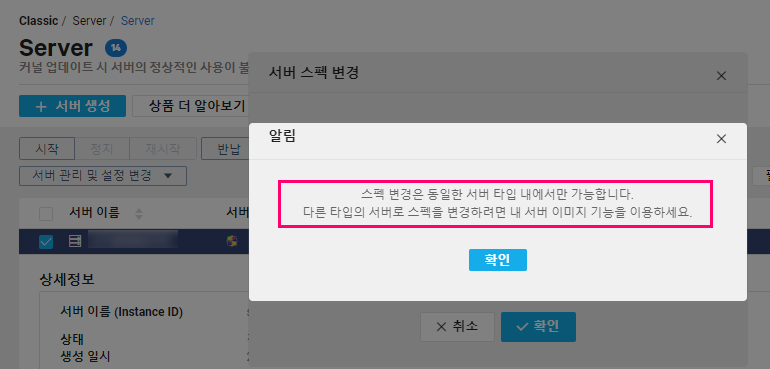 Classic / Server / Server
Server 14
커널 업데이트 시 서버의 정상적인 사용이 불
서버 스펙 변경
+ 서버 생성
상품 더 알아보기
알림
시작
정지
재시작
반납
서버 관리 및 설정 변경
스펙 변경은 동일한 서버 타입 내에서만 가능합니다.
다른 타입의 서버로 스펙을 변경하려면 내 서버 이미지 기능을 이용하세요.
서버 이름
서버
확인
상세정보
서버 이름 (Instance ID)
상태
생성 일시
취소
확인